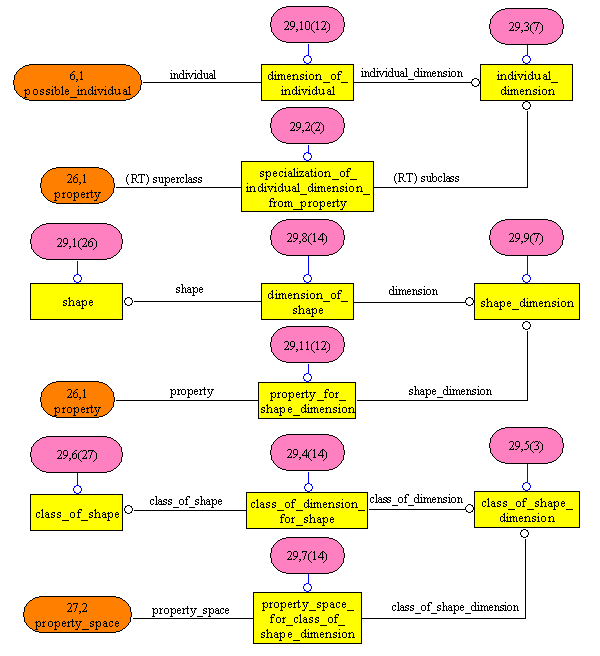 29,10(12)
29,3(7)
6,1
possible_individual
individual
dimension_of_
individual
individual_dimension
individual_
dimension
29,2(2)
26,1
property
(RT) superclass
specialization_of_
individual_dimension_
from_property
(RT) subclass
29,1(26)
29,8(14)
29,9(7)
shape
shape
dimension_of_
shape
dimension
shape_dimension
29,11(12)
26,1
property
property
property_for_
shape_dimension
shape_dimension
29,6(27)
29,4(14)
29,5(3)
class_of_shape
class_of_shape
class_of_dimension_
for_shape
class_of_dimension
class_of_shape_
dimension
29,7(14)
27,2
property_space
property_space
property_space_
for_class_of_
shape_dimension
class_of_shape_dimension